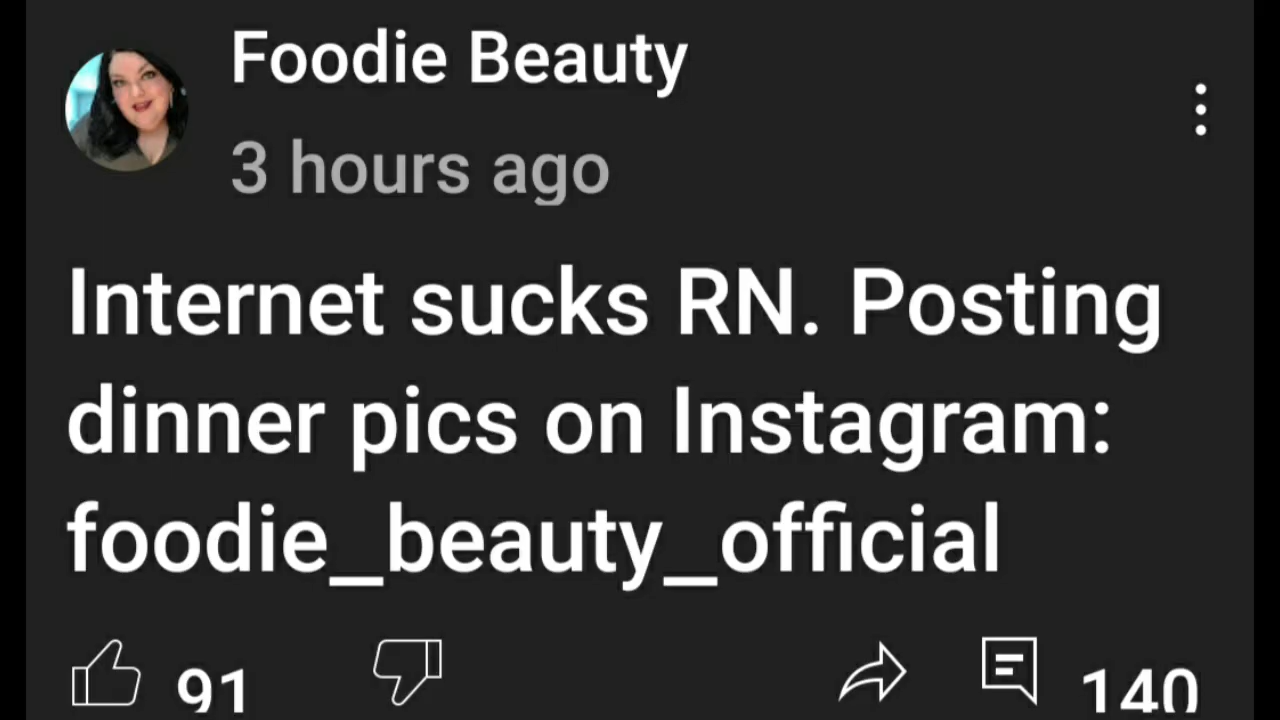 Foodie Beauty
3 hours ago
Internet sucks RN. Posting
dinner pics on Instagram:
foodie_beauty_official
91
140